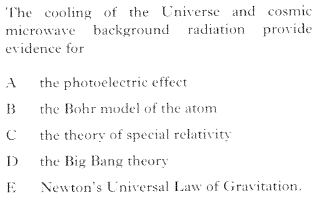 The cooling of the Universe and cosmic
microwave background radiation provide
evidence for
A the photoelectric effect
B the Bohr model of the atom
C the theory of special relativity
D the Big Bang theory
E Newton's Universal Law of Gravitation.